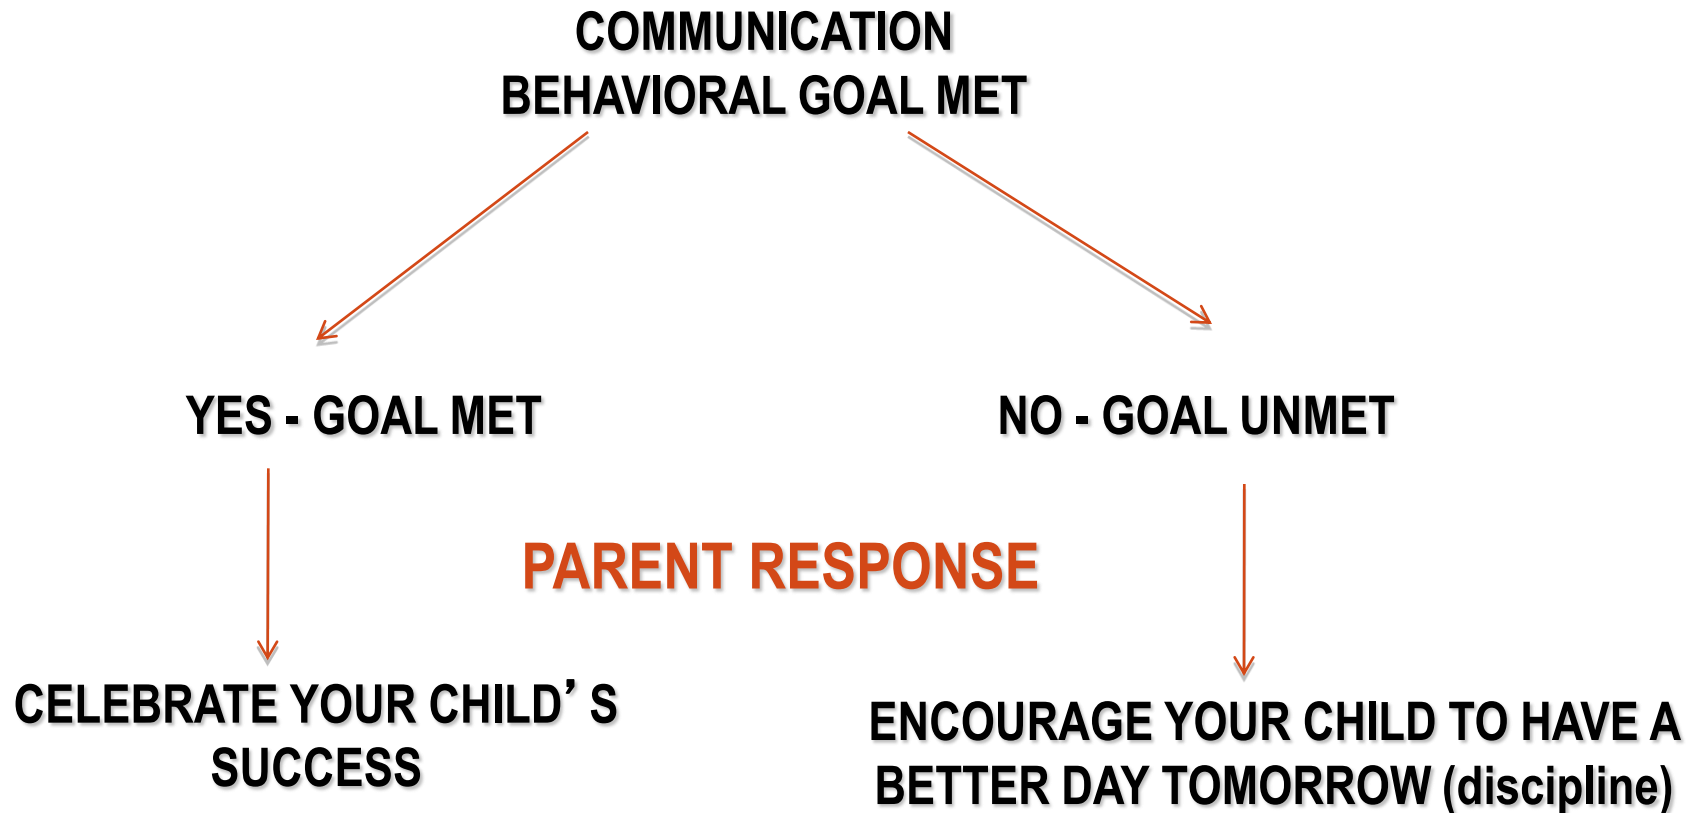 COMMUNICATION
BEHAVIORAL GOAL MET
YES - GOAL MET
NO - GOAL UNMET
PARENT RESPONSE
CELEBRATE YOUR CHILD’ S
SUCCESS
ENCOURAGE YOUR CHILD TO HAVE A
BETTER DAY TOMORROW (discipline)